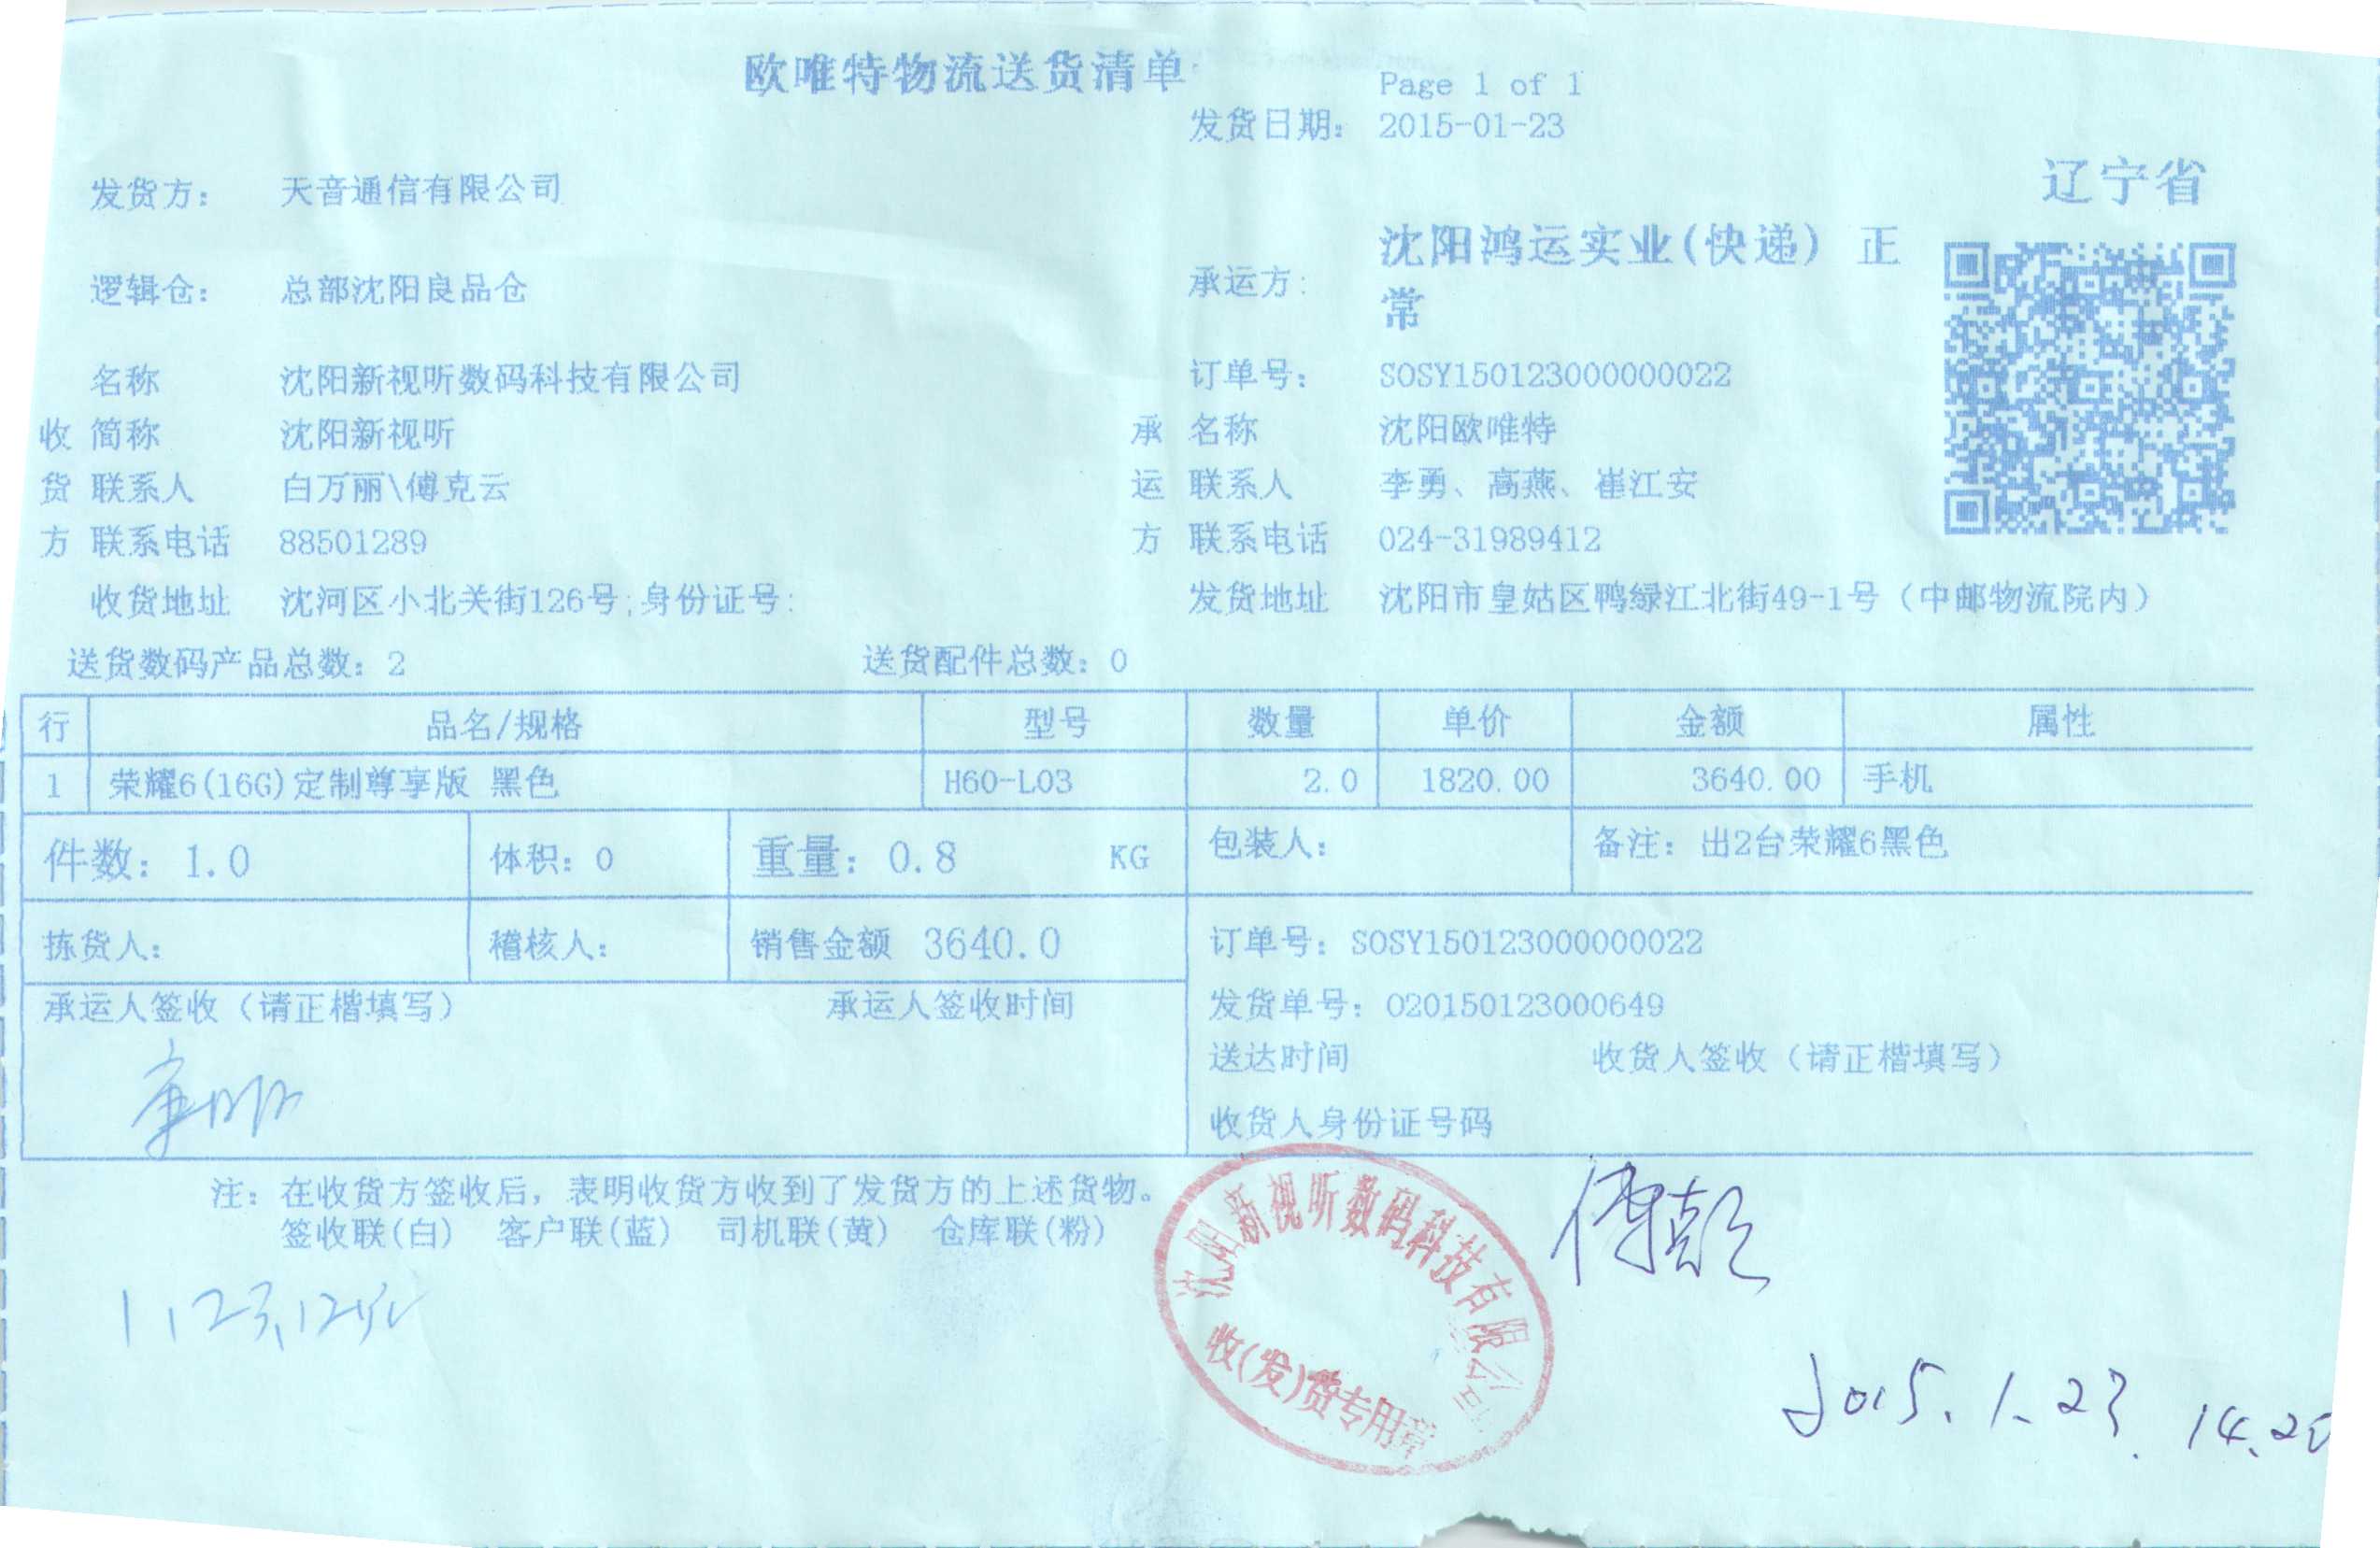 欧唯特物流送货清单
Page 1 of 1
发货日期： 2015-01-23
辽宁省
发货方： 天音通信有限公司
逻辑仓： 总部沈阳良品仓
承运方： 沈阳鸿运实业(快递) 正
常
名称 沈阳新视听数码科技有限公司 订单号： SOSY150123000000022
收 简称 沈阳新视听 承 名称 沈阳欧唯特
货 联系人 白万丽\傅克云 运 联系人 李勇、高燕、崔江安
方 联系电话 88501289 方 联系电话 024-31989412
收货地址 沈河区小北关街126号;身份证号: 发货地址 沈阳市皇姑区鸭绿江北街49-1号（中邮物流院内）
送货数码产品总数：2 送货配件总数：0
行 品名/规格 型号 数量 单价 金额 属性
1 荣耀6(16G)定制尊享版 黑色 H60-L03 2.0 1820.00 3640.00 手机
件数：1.0 体积：0 重量：0.8 KG 包装人： 备注：出2台荣耀6黑色
拣货人： 稽核人： 销售金额 3640.0 订单号：SOSY150123000000022
承运人签收（请正楷填写） 承运人签收时间 发货单号：O20150123000649
送达时间 收货人签收（请正楷填写）
收货人身份证号码
注：在收货方签收后，表明收货方收到了发货方的上述货物。
签收联(白) 客户联(蓝) 司机联(黄) 仓库联(粉)
沈阳新视听数码科技有限公司
收(发)货专用章
2015.1.23. 14.20